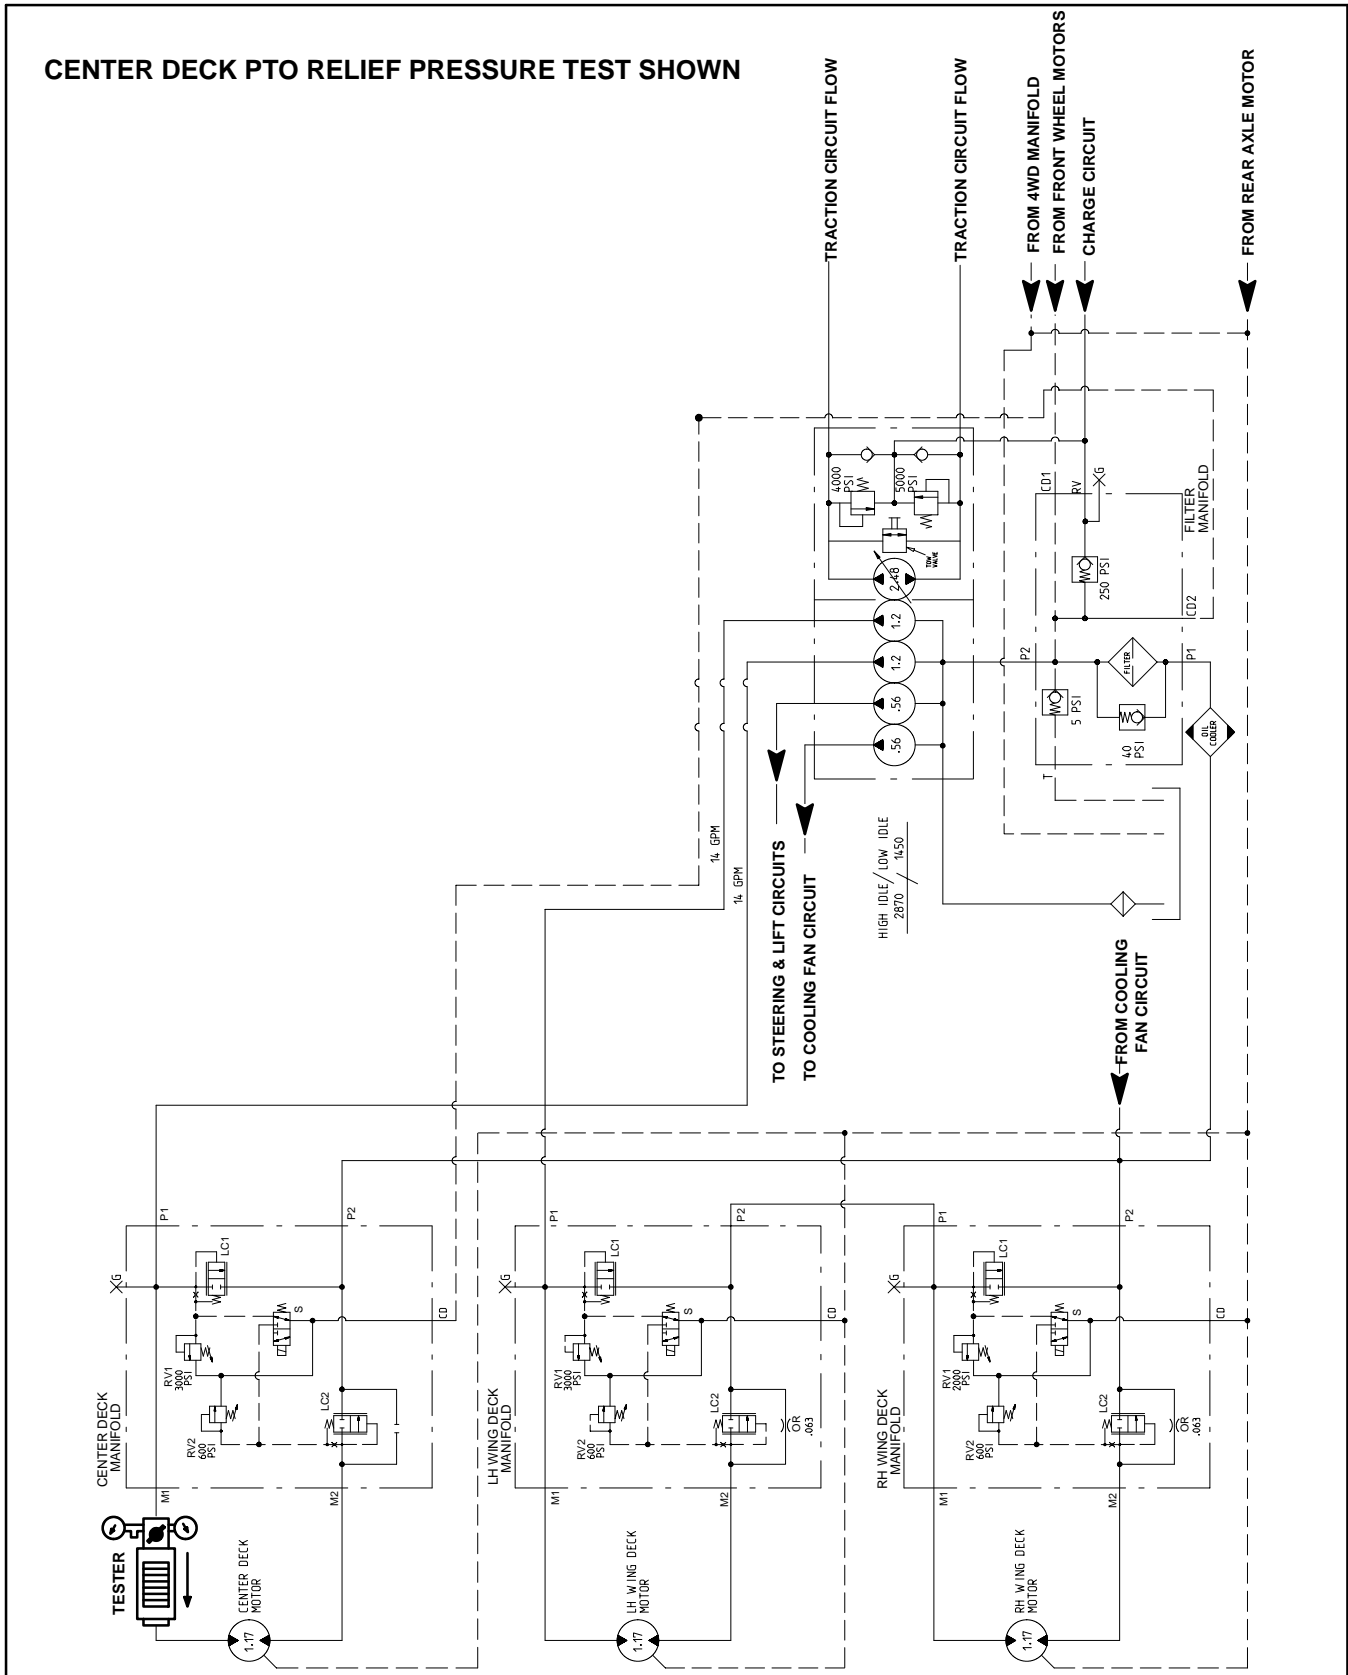 CENTER DECK PTO RELIEF PRESSURE TEST SHOWN
TRACTION CIRCUIT FLOW
TRACTION CIRCUIT FLOW
FROM 4WD MANIFOLD
FROM FRONT WHEEL MOTORS
CHARGE CIRCUIT
FROM REAR AXLE MOTOR
4000
PSI
5000
PSI
TOW
VALVE
2.48
1.2
1.2
.56
.56
CD1
RV
G
FILTER
MANIFOLD
250 PSI
CD2
P2
FILTER
P1
5 PSI
40
PSI
OIL
COOLER
T
14 GPM
14 GPM
TO STEERING & LIFT CIRCUITS
TO COOLING FAN CIRCUIT
HIGH IDLE / LOW IDLE
2870 / 1450
FROM COOLING
FAN CIRCUIT
CENTER DECK
MANIFOLD
G
P1
P2
LC1
S
CD
RV1
3000
PSI
RV2
600
PSI
LC2
M1
M2
TESTER
CENTER DECK
MOTOR
1.17
LH WING DECK
MANIFOLD
G
P1
P2
LC1
S
CD
RV1
3000
PSI
RV2
600
PSI
LC2
OR
.063
M1
M2
LH WING DECK
MOTOR
1.17
RH WING DECK
MANIFOLD
G
P1
P2
LC1
S
CD
RV1
2000
PSI
RV2
600
PSI
LC2
OR
.063
M1
M2
RH WING DECK
MOTOR
1.17